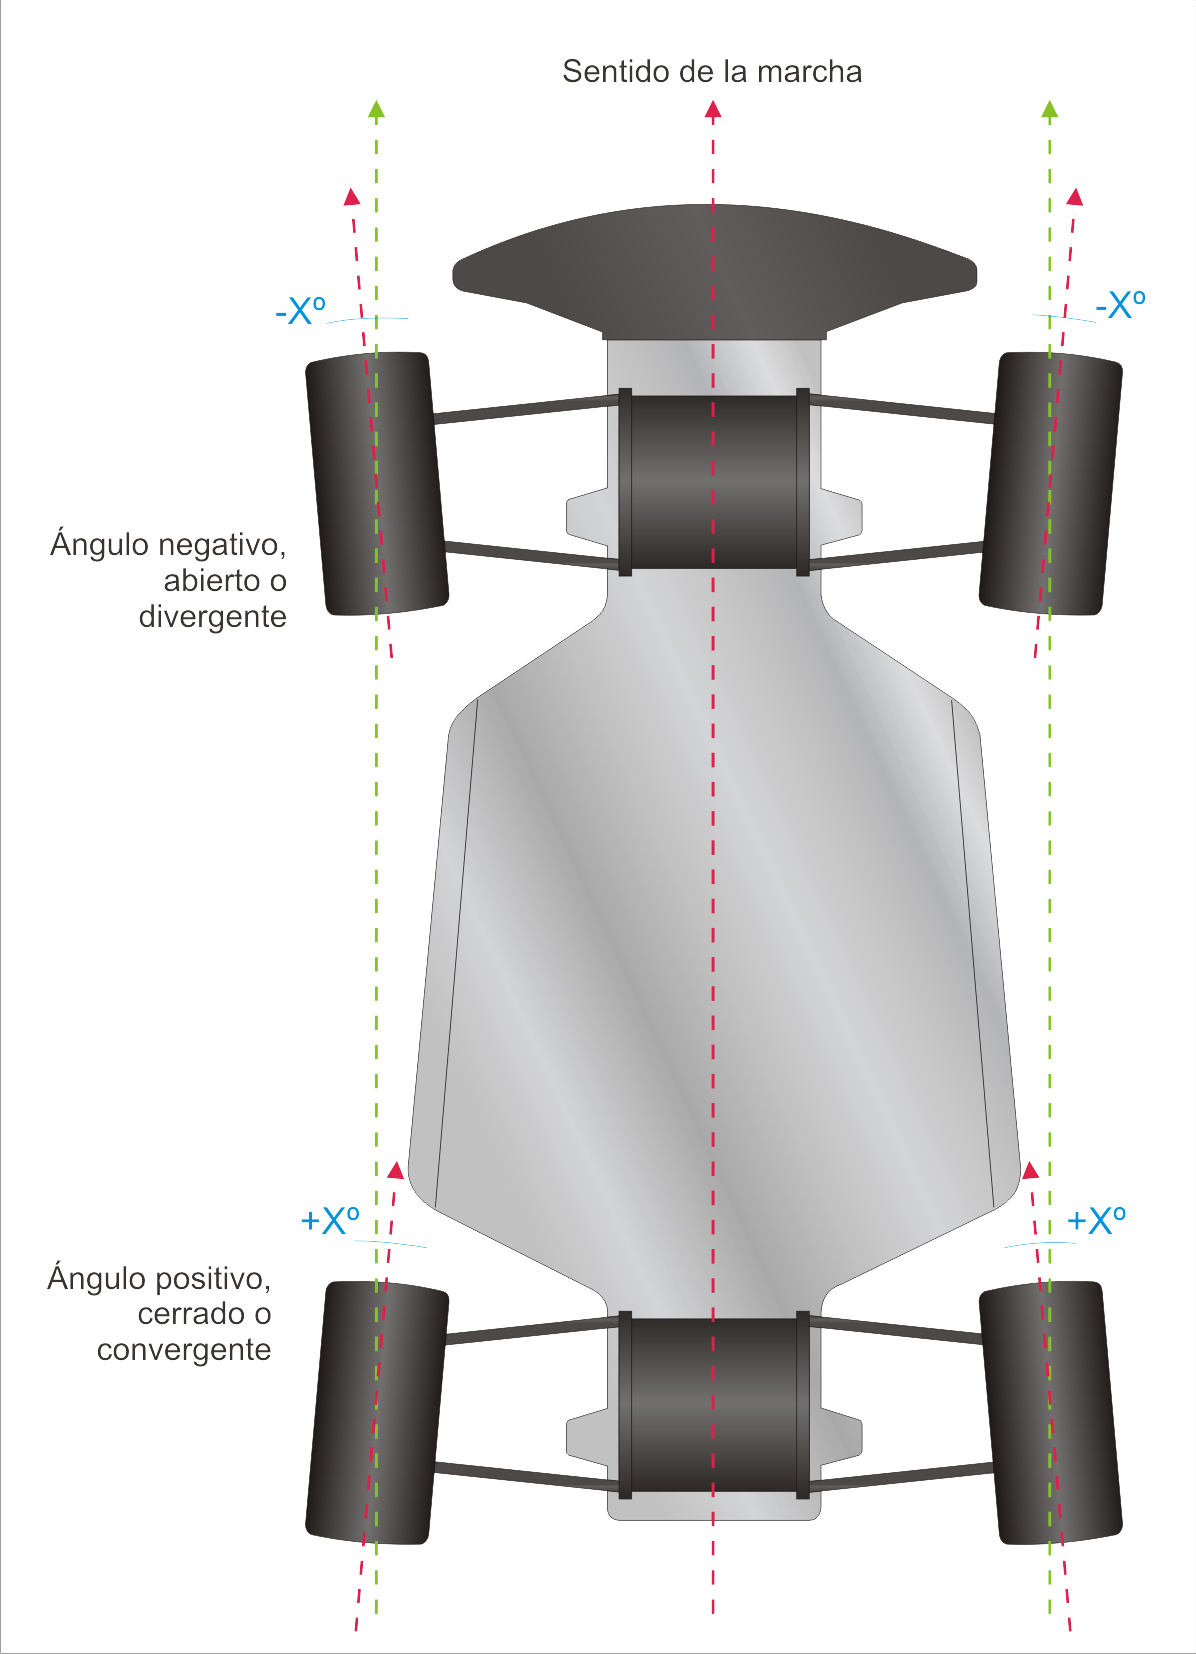 Sentido de la marcha
-Xº
-Xº
Ángulo negativo,
abierto o
divergente
+Xº
+Xº
Ángulo positivo,
cerrado o
convergente